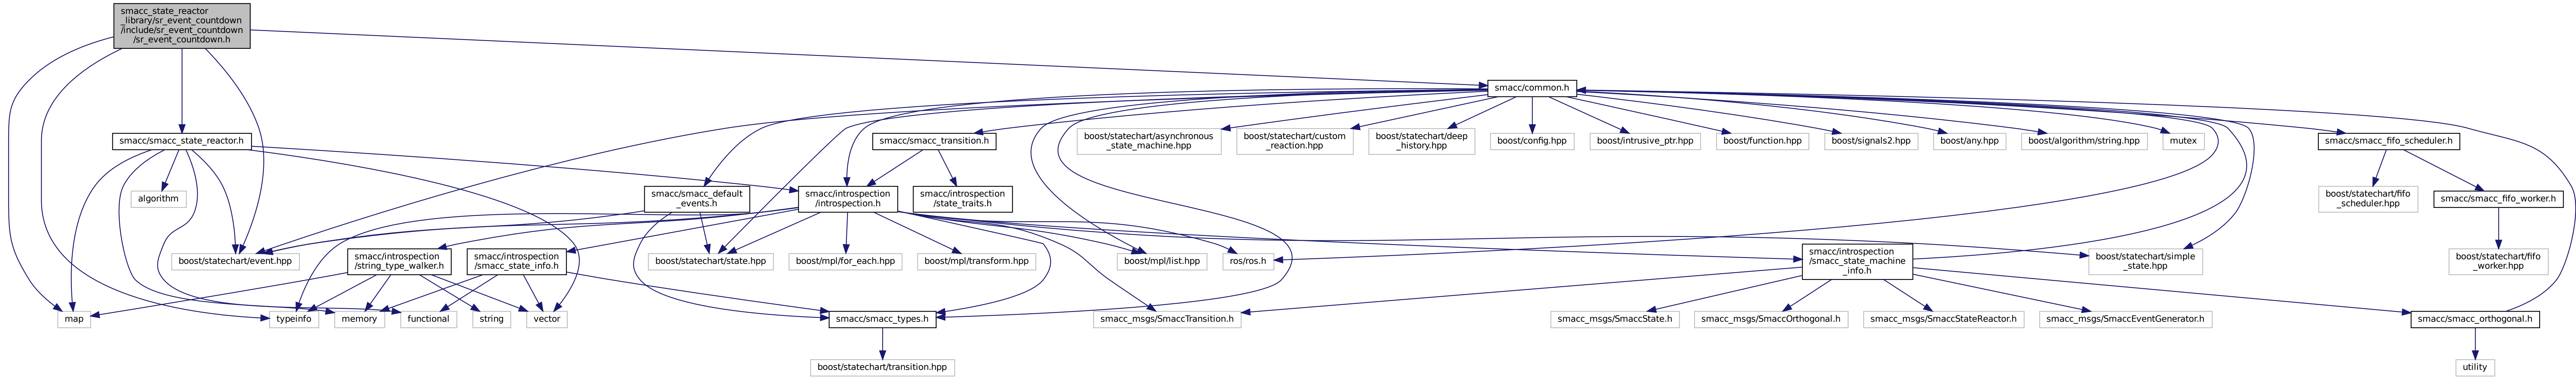 smacc_state_reactor
_library/sr_event_countdown
/include/sr_event_countdown
/sr_event_countdown.h
smacc/common.h
smacc/smacc_state_reactor.h
smacc/smacc_transition.h
boost/statechart/asynchronous
_state_machine.hpp
boost/statechart/custom
_reaction.hpp
boost/statechart/deep
_history.hpp
boost/config.hpp
boost/intrusive_ptr.hpp
boost/function.hpp
boost/signals2.hpp
boost/any.hpp
boost/algorithm/string.hpp
mutex
smacc/smacc_fifo_scheduler.h
algorithm
smacc/smacc_default
_events.h
smacc/introspection
/introspection.h
smacc/introspection
/state_traits.h
boost/statechart/fifo
_scheduler.hpp
smacc/smacc_fifo_worker.h
boost/statechart/event.hpp
smacc/introspection
/string_type_walker.h
smacc/introspection
/smacc_state_info.h
boost/statechart/state.hpp
boost/mpl/for_each.hpp
boost/mpl/transform.hpp
boost/mpl/list.hpp
ros/ros.h
smacc/introspection
/smacc_state_machine
_info.h
boost/statechart/simple
_state.hpp
boost/statechart/fifo
_worker.hpp
map
typeinfo
memory
functional
string
vector
smacc/smacc_types.h
smacc_msgs/SmaccTransition.h
smacc_msgs/SmaccState.h
smacc_msgs/SmaccOrthogonal.h
smacc_msgs/SmaccStateReactor.h
smacc_msgs/SmaccEventGenerator.h
smacc/smacc_orthogonal.h
boost/statechart/transition.hpp
utility